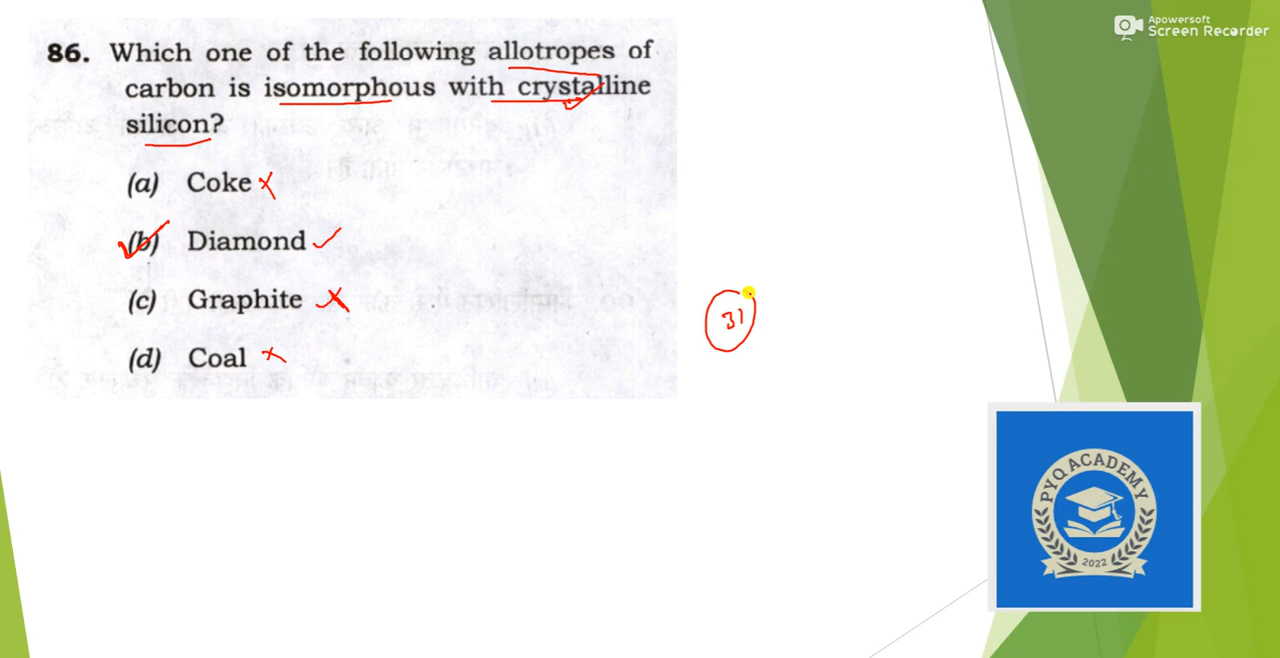 Apowersoft
Screen Recorder
86. Which one of the following allotropes of
carbon is isomorphous with crystalline
silicon?
(a) Coke
(b) Diamond
(c) Graphite
(d) Coal
31
PYQ ACADEMY
2022